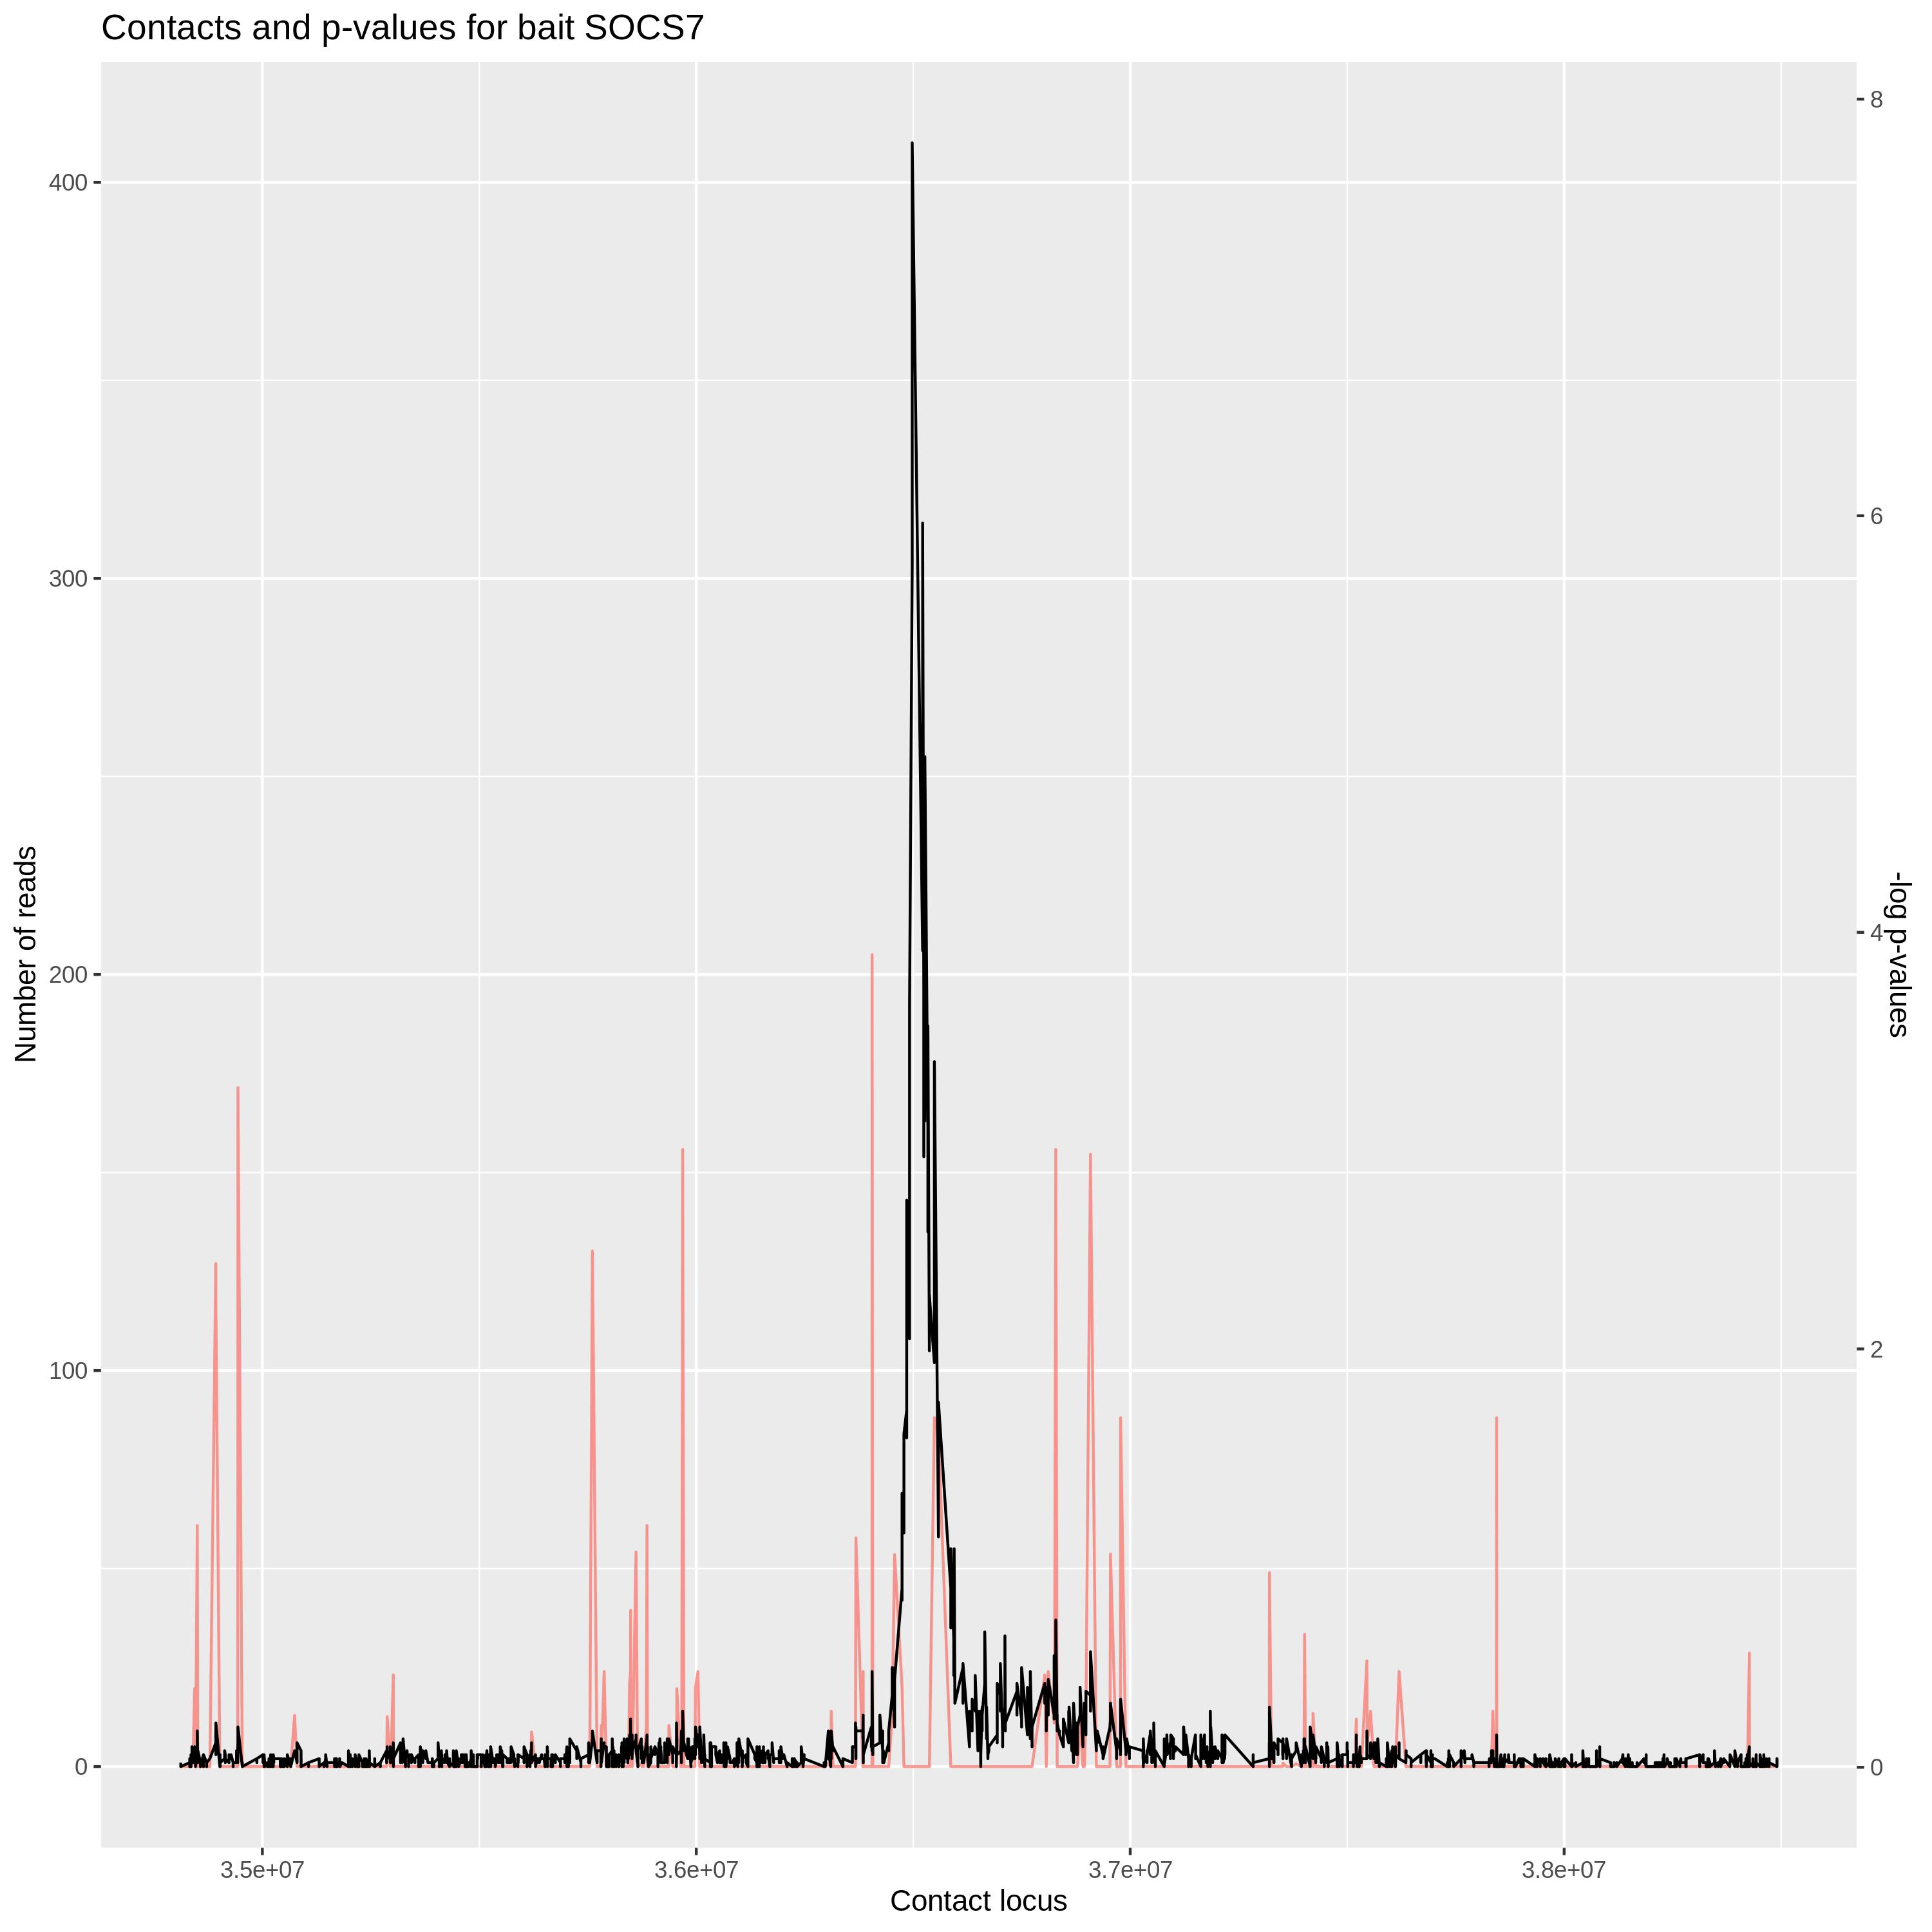 Contacts and p-values for bait SOCS7
Number of reads
400
300
200
100
0
8
6
4
2
0
-log p-values
3.5e+07
3.6e+07
3.7e+07
3.8e+07
Contact locus